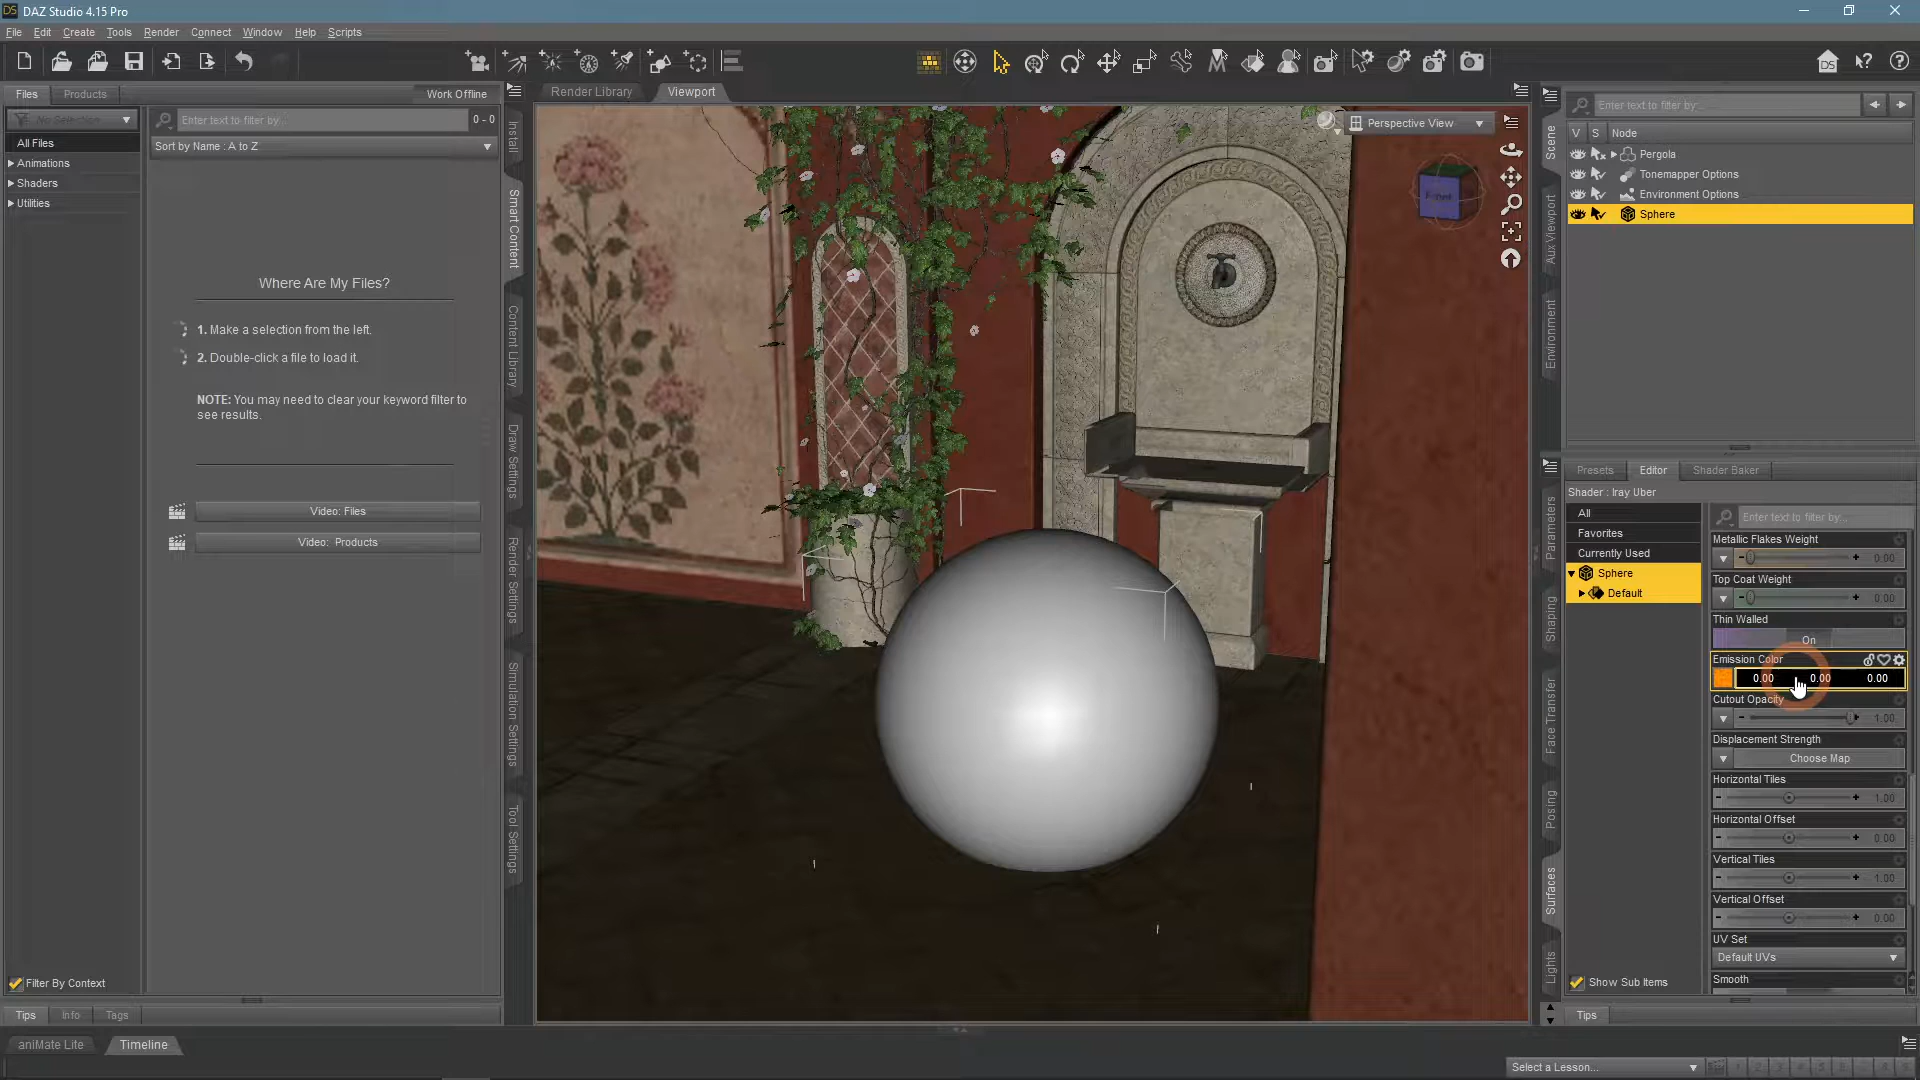 DAZ Studio 4.15 Pro
File Edit Create Tools Render Connect Window Help Scripts
Files Products Work Offline
No Selection
Enter text to filter by... 0 - 0
All Files
Sort by Name : A to Z
Animations
Shaders
Utilities
Where Are My Files?
1. Make a selection from the left.
2. Double-click a file to load it.
NOTE: You may need to clear your keyword filter to
see results.
Video: Files
Video: Products
Filter By Context
Tips Info Tags
Install
Smart Content
Content Library
Draw Settings
Render Settings
Simulation Settings
Tool Settings
Render Library Viewport
Perspective View
Front
Scene
Aux Viewport
Environment
Enter text to filter by...
V S Node
Pergola
Tonemapper Options
Environment Options
Sphere
Presets Editor Shader Baker
Shader : Iray Uber
Parameters
Shaping
Face Transfer
Posing
Surfaces
Lights
All
Favorites
Currently Used
Sphere
Default
Show Sub Items
Enter text to filter by...
Metallic Flakes Weight
0.00
Top Coat Weight
0.00
Thin Walled
On
Emission Color
0.00 0.00 0.00
Cutout Opacity
1.00
Displacement Strength
Choose Map
Horizontal Tiles
1.00
Horizontal Offset
0.00
Vertical Tiles
1.00
Vertical Offset
0.00
UV Set
Default UVs
Smooth
Tips
aniMate Lite Timeline
Select a Lesson...